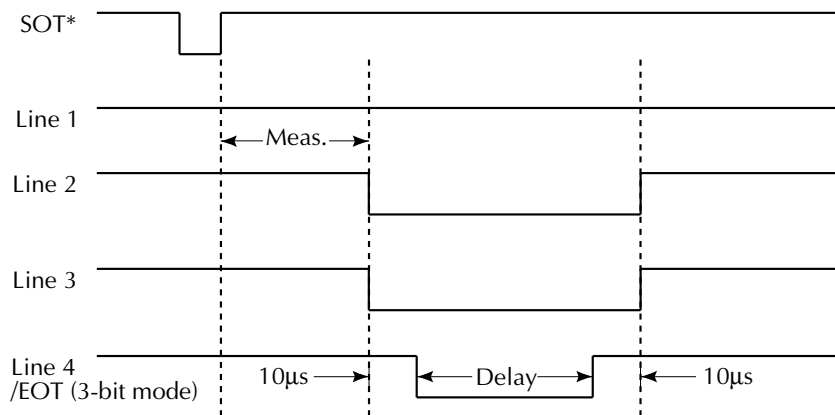 SOT*
Line 1
Meas.
Line 2
Line 3
Line 4
/EOT (3-bit mode)
10µs
Delay
10µs